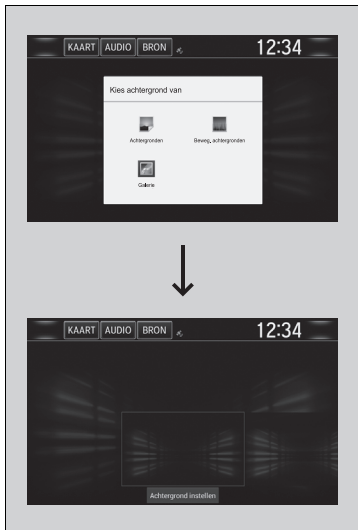 KAART AUDIO BRON 12:34
Kies achtergrond van
Achtergronden Beweg, achtergronden
Galerie
KAART AUDIO BRON 12:34
Achtergrond instellen